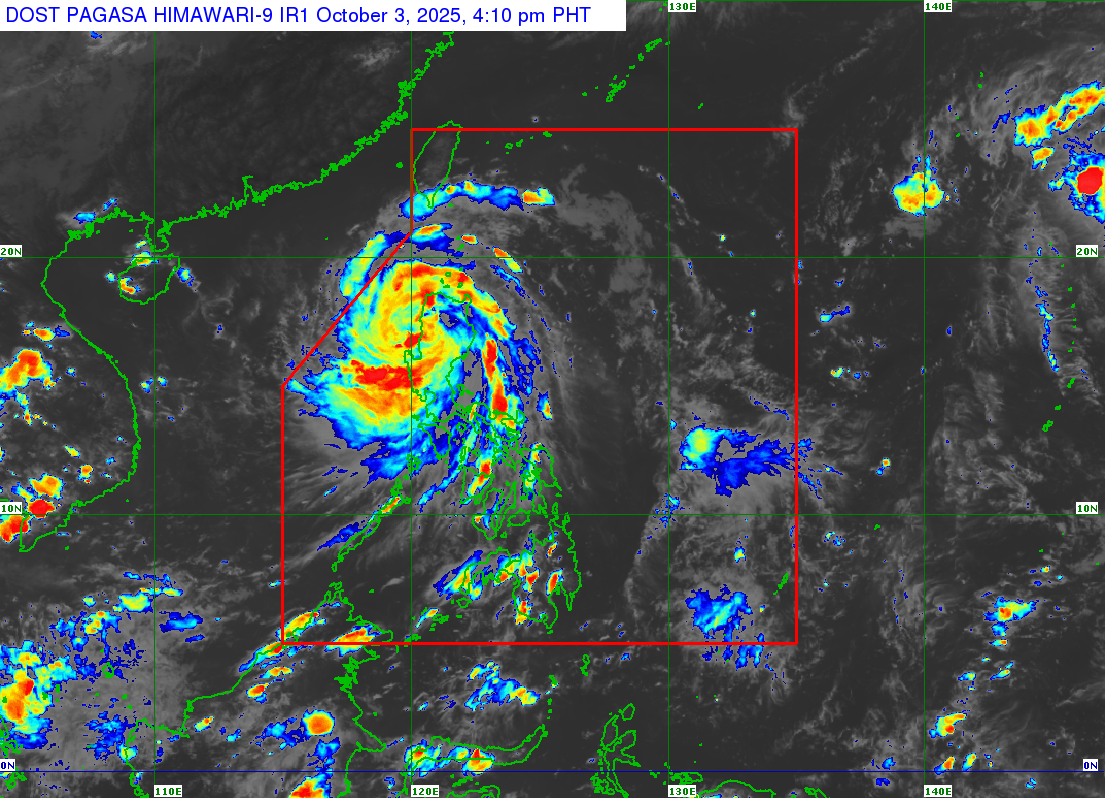 DOST PAGASA HIMAWARI-9 IR1 October 3, 2025, 4:10 pm PHT
130E 140E
20N 20N
10N 10N
0N 0N
110E 120E 130E 140E